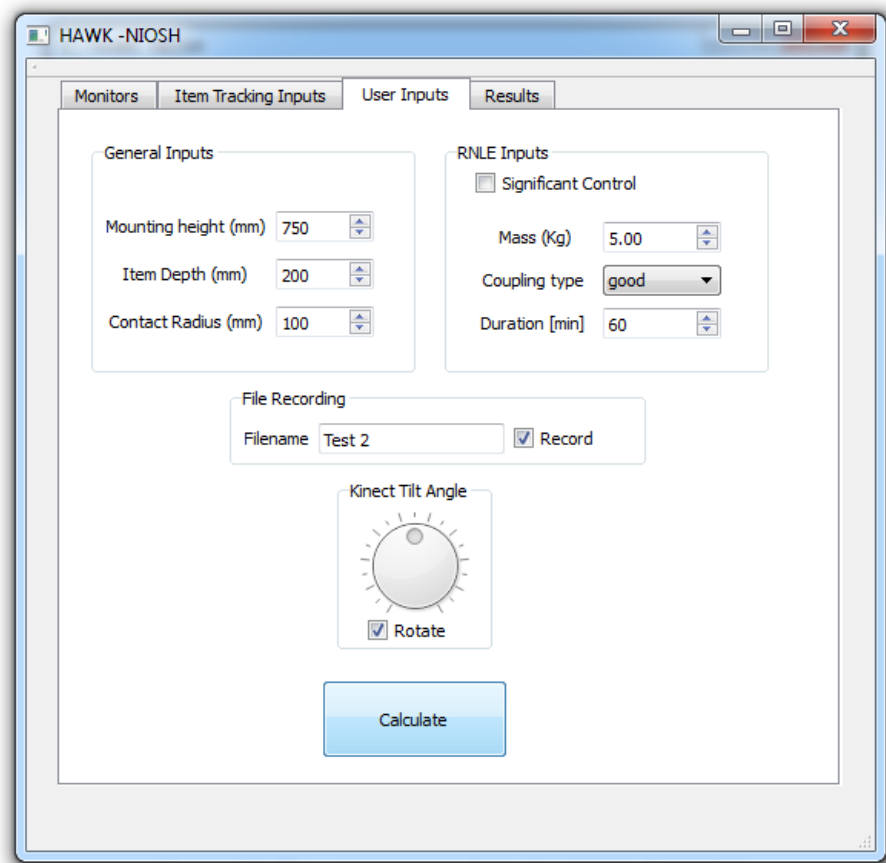 HAWK -NIOSH
Monitors Item Tracking Inputs User Inputs Results
General Inputs
Mounting height (mm) 750
Item Depth (mm) 200
Contact Radius (mm) 100
RNLE Inputs
Significant Control
Mass (Kg) 5.00
Coupling type good
Duration [min] 60
File Recording
Filename Test 2 Record
Kinect Tilt Angle
Rotate
Calculate